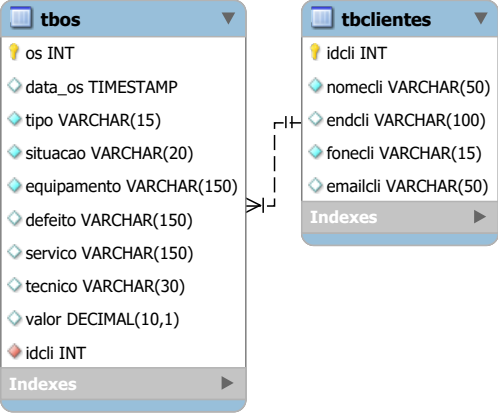 tbos
os INT
data_os TIMESTAMP
tipo VARCHAR(15)
situacao VARCHAR(20)
equipamento VARCHAR(150)
defeito VARCHAR(150)
servico VARCHAR(150)
tecnico VARCHAR(30)
valor DECIMAL(10,1)
idcli INT
Indexes
tbclientes
idcli INT
nomecli VARCHAR(50)
endcli VARCHAR(100)
fonecli VARCHAR(15)
emailcli VARCHAR(50)
Indexes